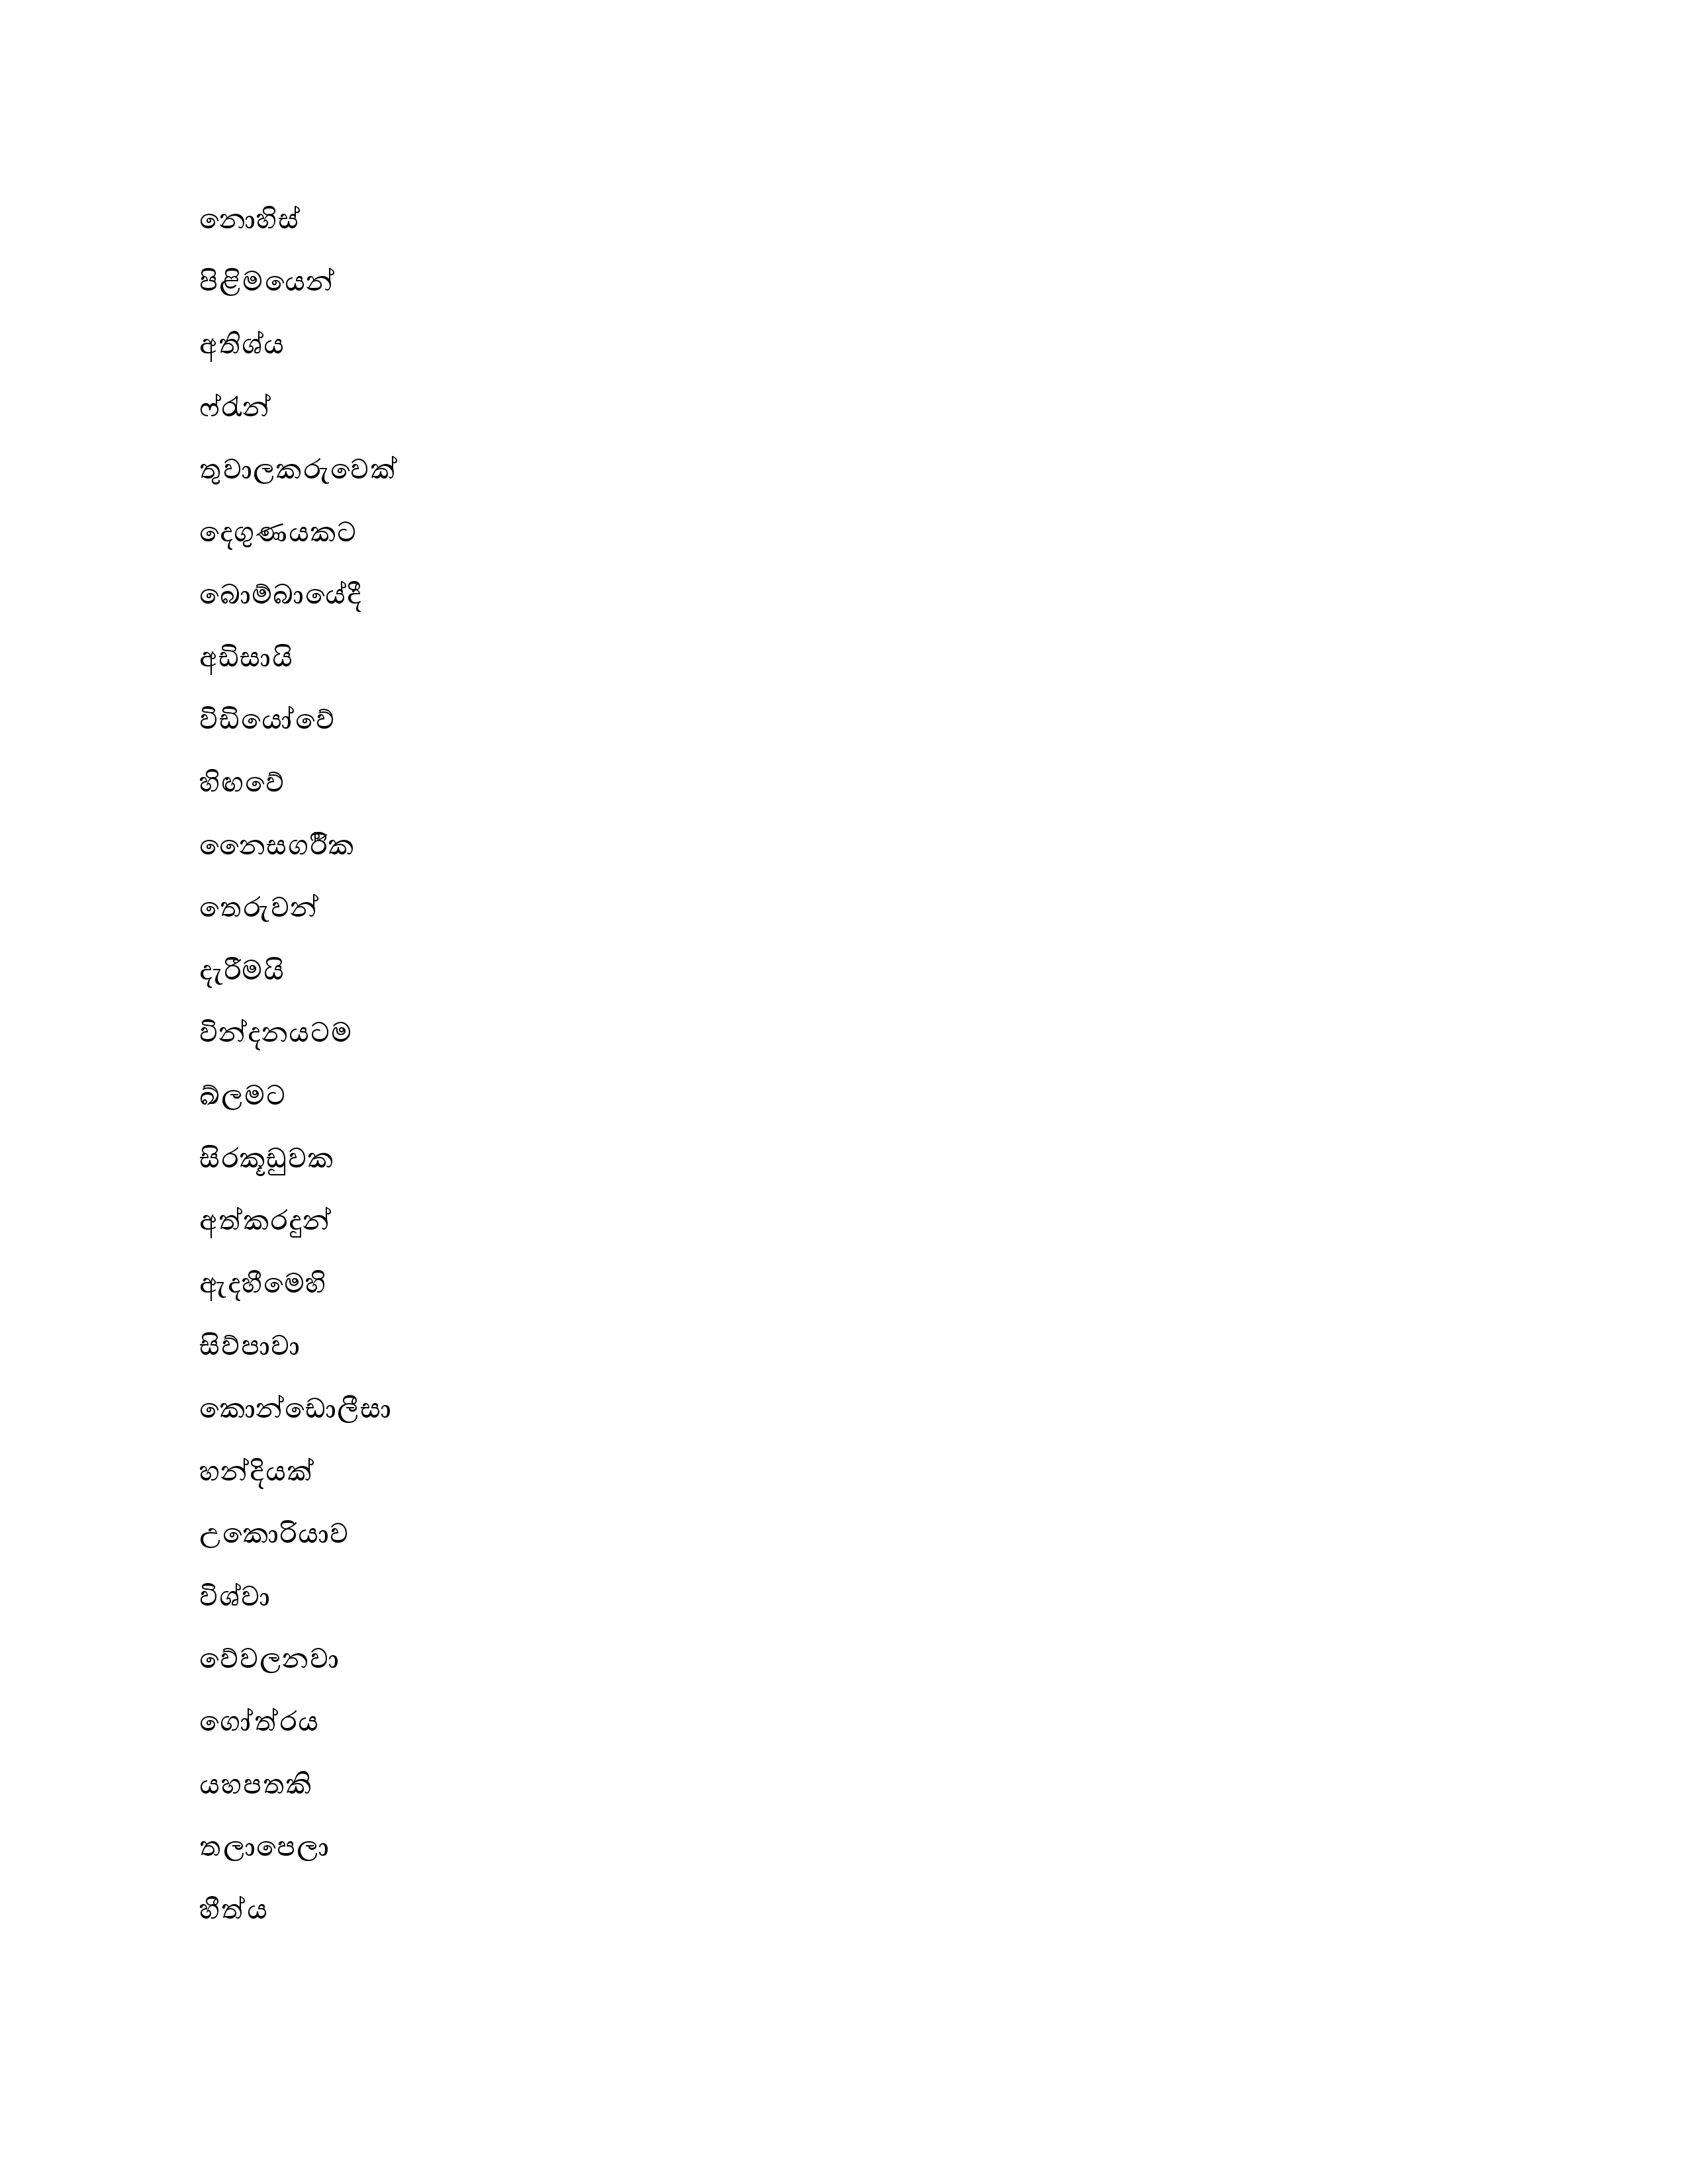 නොහිස්
පිළිමයෙන්
අතිශ්ය
ෆ්රැන්
තුවාලකරුවෙක්
දෙගුණයකට
බොම්බායේදී
අඩිසායි
විඩියෝවේ
හිඟවේ
නෛසර්ගික
තෙරුවන්
දැරීමයි
වින්දනයටම
ඛ්ලමට
සිරකූඩුවක
අත්කරදුන්
ඇදහීමෙහි
සිව්පාවා
කොන්ඩොලීසා
හන්දියක්
උකොරියාව
විශ්වා
වේවලනවා
ගෝත්රය
යහපතකි
තලාපෙලා
හීත්ය